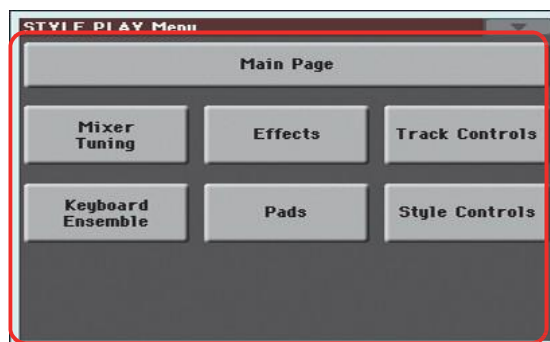 STYLE PLAY Menu
Main Page
Mixer
Tuning
Effects
Track Controls
Keyboard
Ensemble
Pads
Style Controls